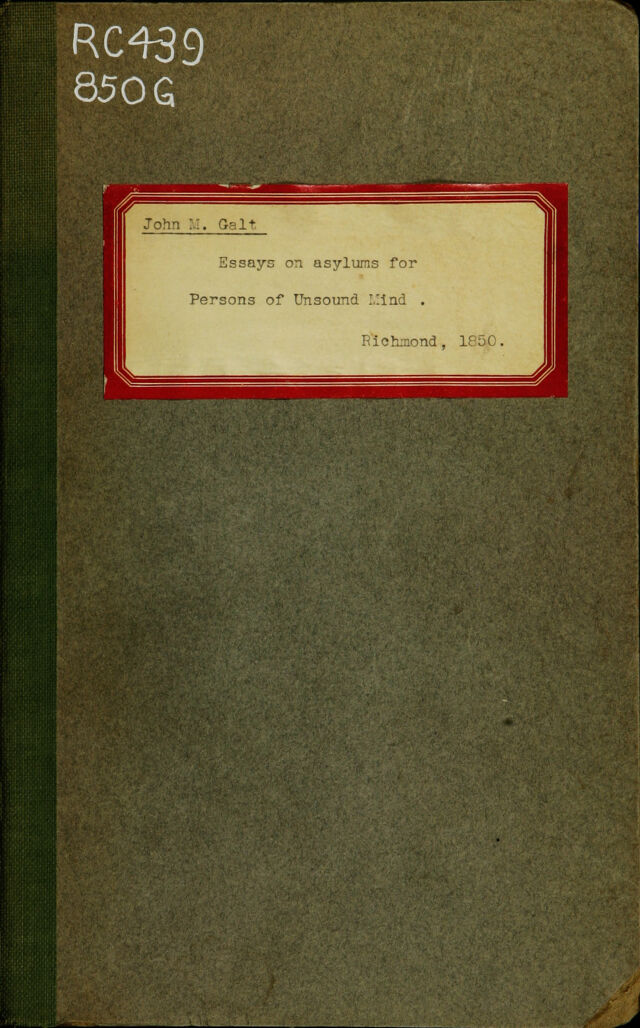 RC439
850G
John M. Galt
Essays on asylums for
Persons of Unsound Mind .
Richmond, 1850.